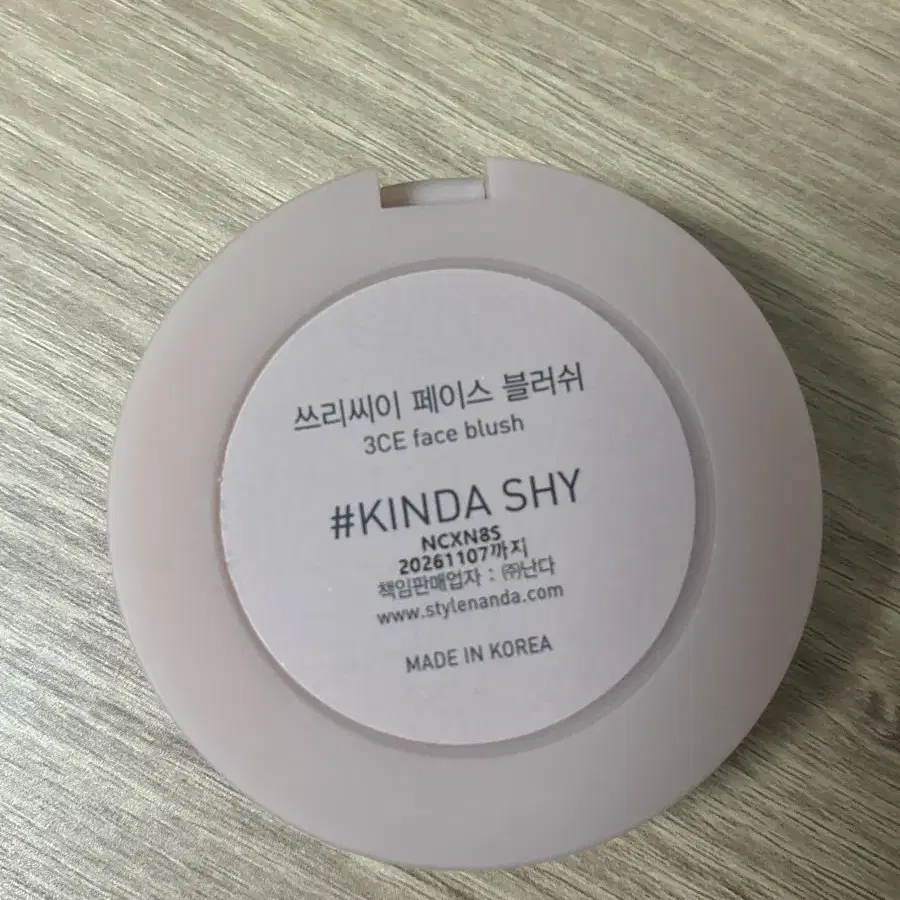 쓰리씨이 페이스 블러쉬
3CE face blush
#KINDA SHY
NCXN8S
20261107까지
책임판매업자 : ㈜난다
www.stylenanda.com
MADE IN KOREA